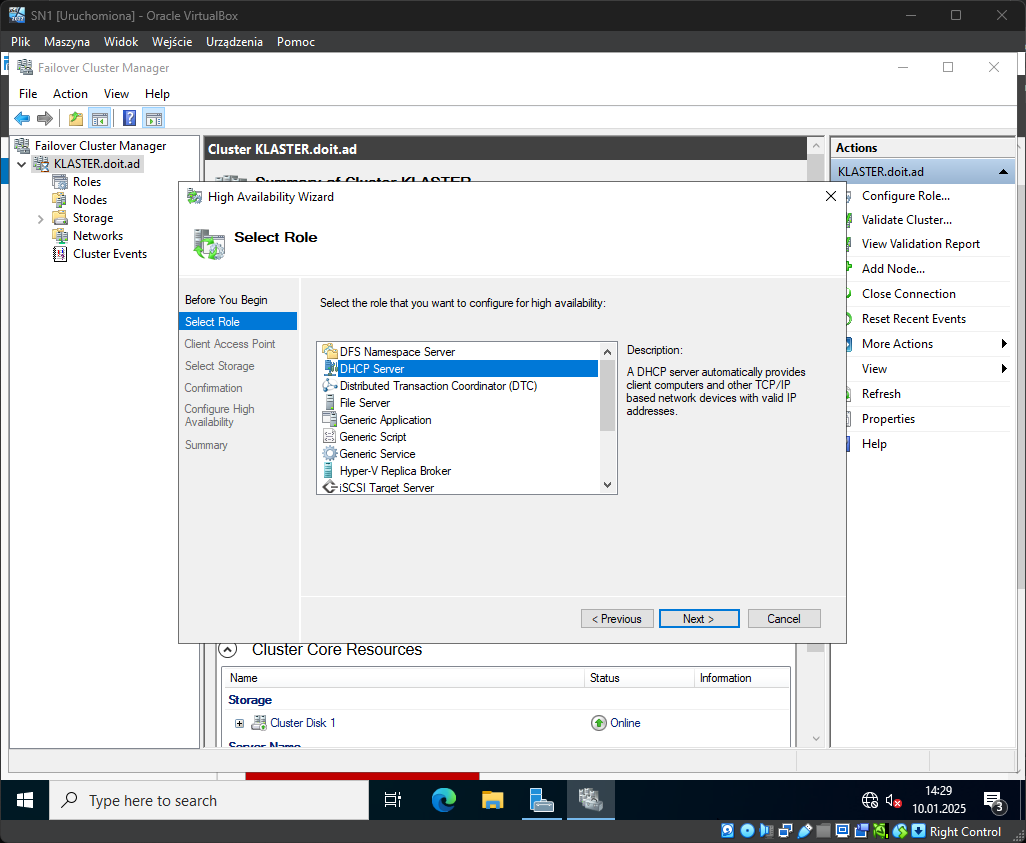 SN1 [Uruchomiona] - Oracle VirtualBox
Plik Maszyna Widok Wejście Urządzenia Pomoc
Failover Cluster Manager
File Action View Help
Failover Cluster Manager
KLASTER.doit.ad
Roles
Nodes
Storage
Networks
Cluster Events
Cluster KLASTER.doit.ad
Summary of Cluster KLASTER
High Availability Wizard
Select Role
Before You Begin
Select Role
Client Access Point
Select Storage
Confirmation
Configure High
Availability
Summary
Select the role that you want to configure for high availability:
DFS Namespace Server
DHCP Server
Distributed Transaction Coordinator (DTC)
File Server
Generic Application
Generic Script
Generic Service
Hyper-V Replica Broker
iSCSI Target Server
Description:
A DHCP server automatically provides
client computers and other TCP/IP
based network devices with valid IP
addresses.
< Previous
Next >
Cancel
Cluster Core Resources
Name Status Information
Storage
Cluster Disk 1 Online
Server Name
Actions
KLASTER.doit.ad
Configure Role...
Validate Cluster...
View Validation Report
Add Node...
Close Connection
Reset Recent Events
More Actions
View
Refresh
Properties
Help
Type here to search
14:29
10.01.2025
3
Right Control